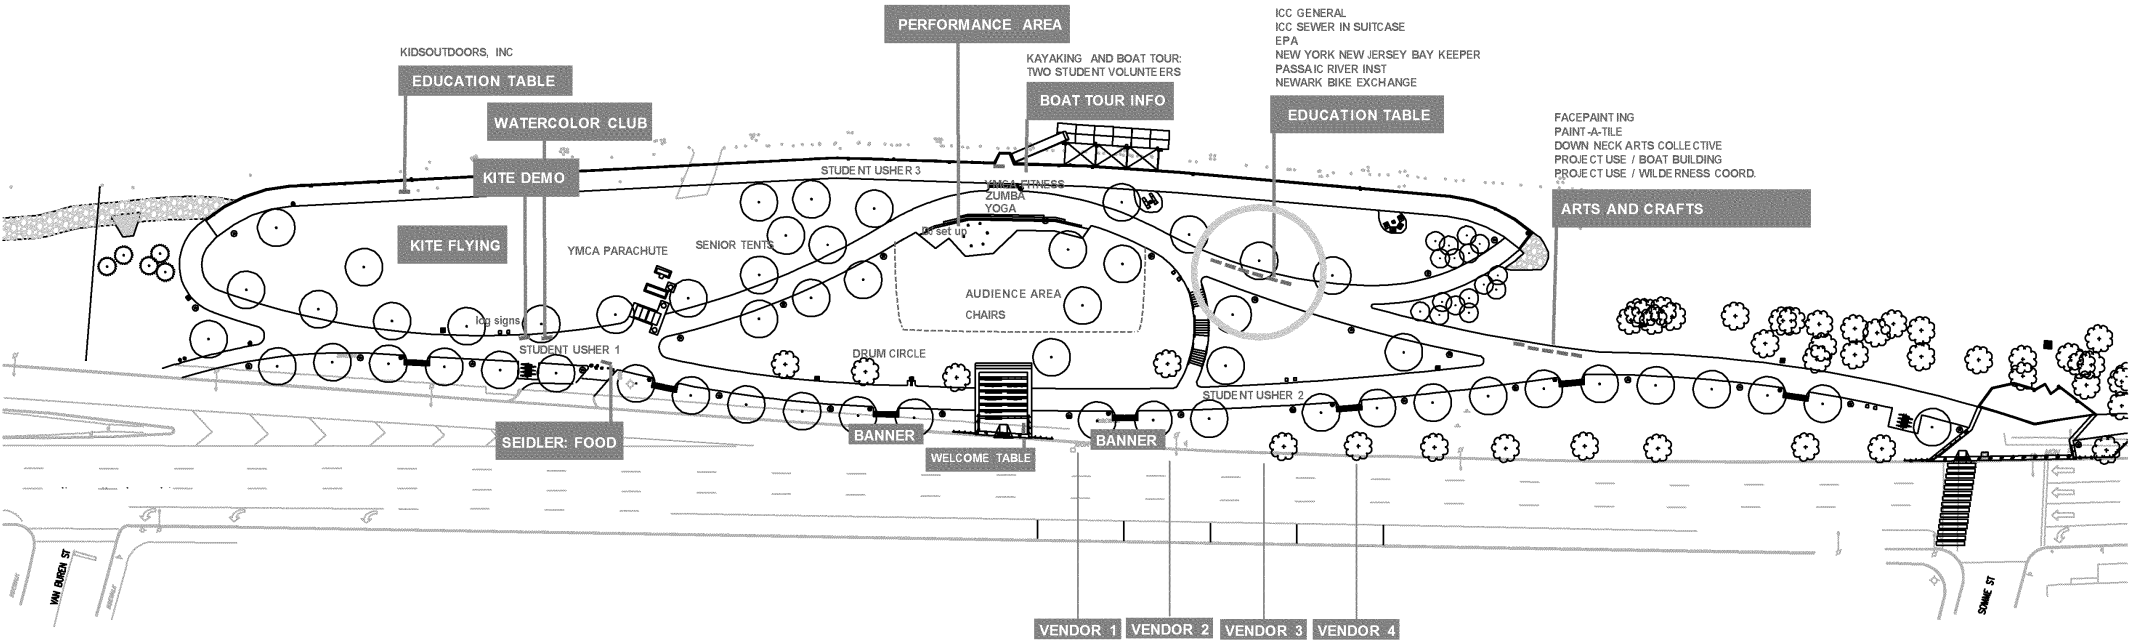 ICC GENERAL
ICC SEWER IN SUITCASE
EPA
NEW YORK NEW JERSEY BAY KEEPER
PASSAIC RIVER INST
NEWARK BIKE EXCHANGE
EDUCATION TABLE
PERFORMANCE AREA
KAYAKING AND BOAT TOUR:
TWO STUDENT VOLUNTEERS
BOAT TOUR INFO
KIDSOUTDOORS, INC
EDUCATION TABLE
WATERCOLOR CLUB
KITE DEMO
KITE FLYING
FACEPAINTING
PAINT-A-TILE
DOWN NECK ARTS COLLECTIVE
PROJECT USE / BOAT BUILDING
PROJECT USE / WILDERNESS COORD.
ARTS AND CRAFTS
STUDENT USHER 3
YMCA FITNESS
ZUMBA
YOGA
DJ set up
YMCA PARACHUTE
SENIOR TENTS
AUDIENCE AREA
CHAIRS
log signs
STUDENT USHER 1
DRUM CIRCLE
STUDENT USHER 2
SEIDLER: FOOD
BANNER
WELCOME TABLE
BANNER
VAN BUREN ST
SOMME ST
VENDOR 1
VENDOR 2
VENDOR 3
VENDOR 4